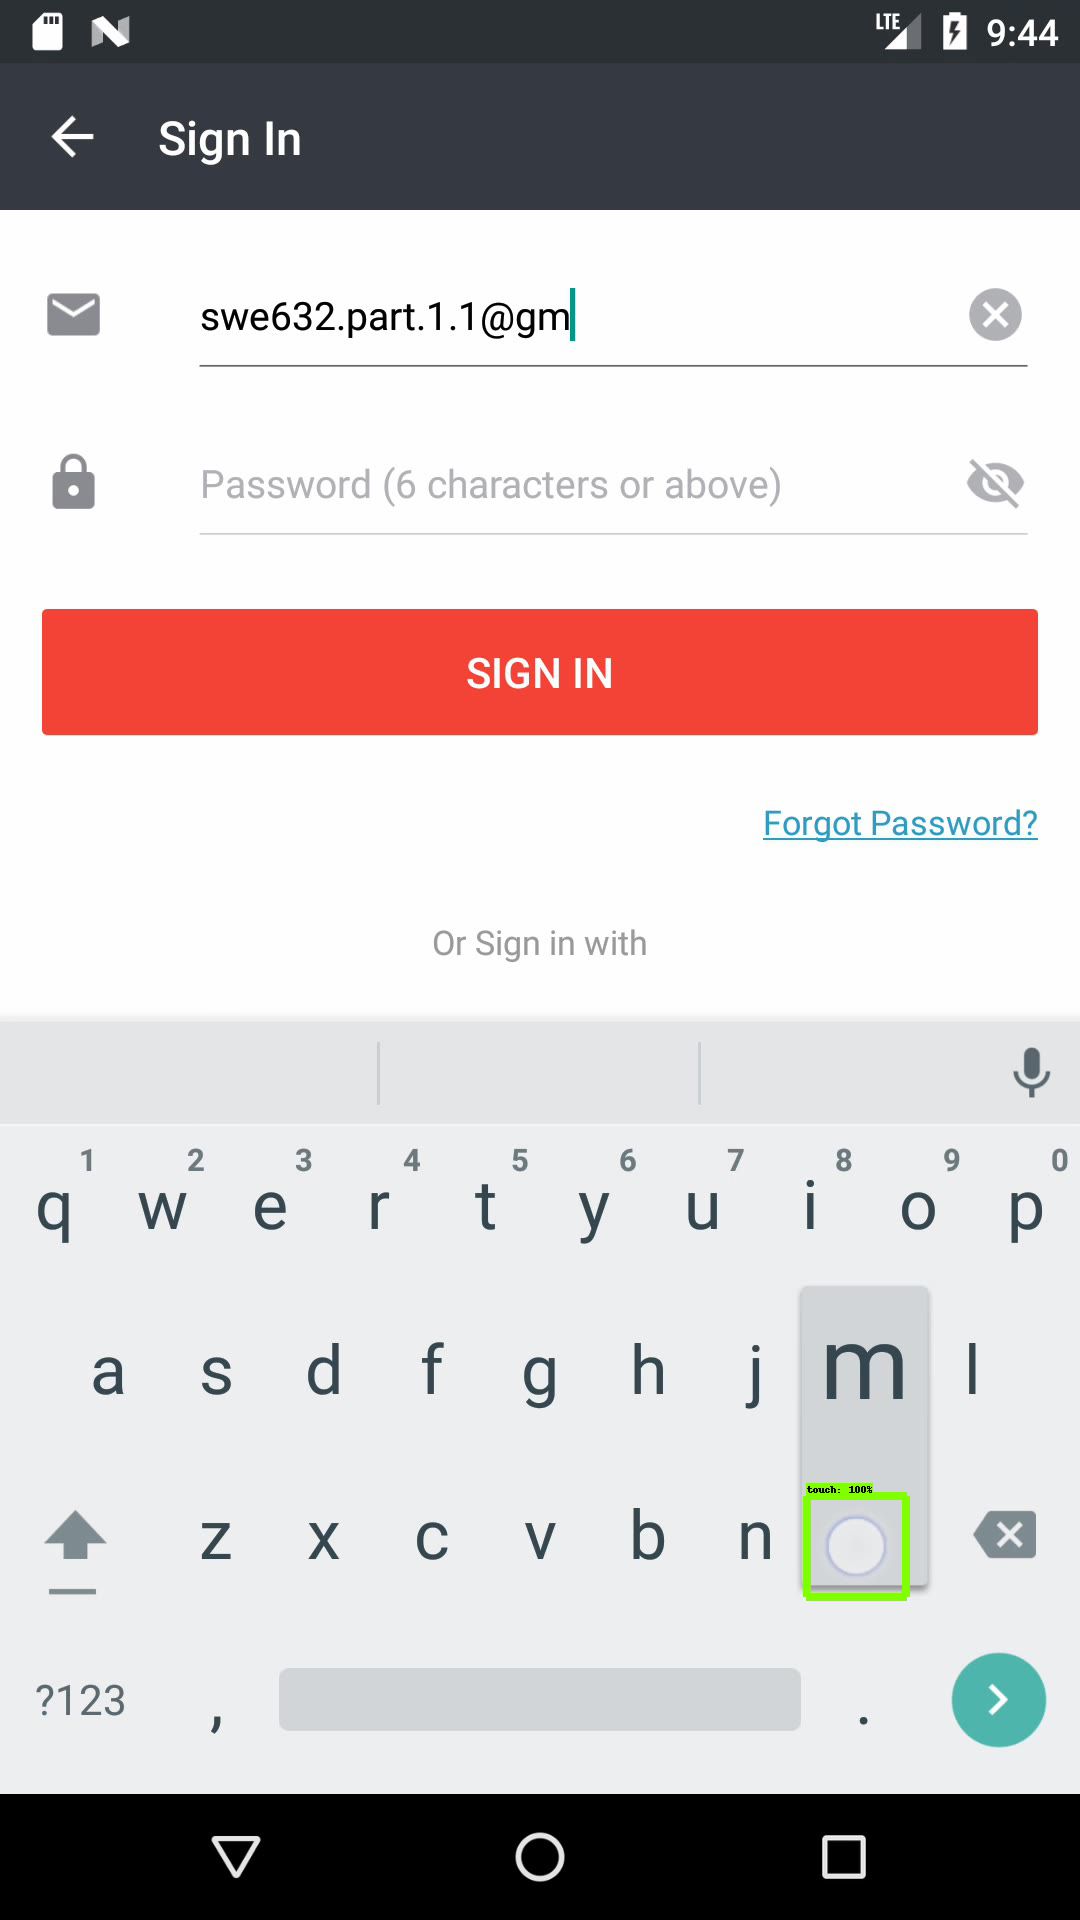 LTE 9:44
Sign In
swe632.part.1.1@gm
Password (6 characters or above)
SIGN IN
Forgot Password?
Or Sign in with
1 2 3 4 5 6 7 8 9 0
q w e r t y u i o p
a s d f g h j m l
touch: 100%
z x c v b n
?123 , .